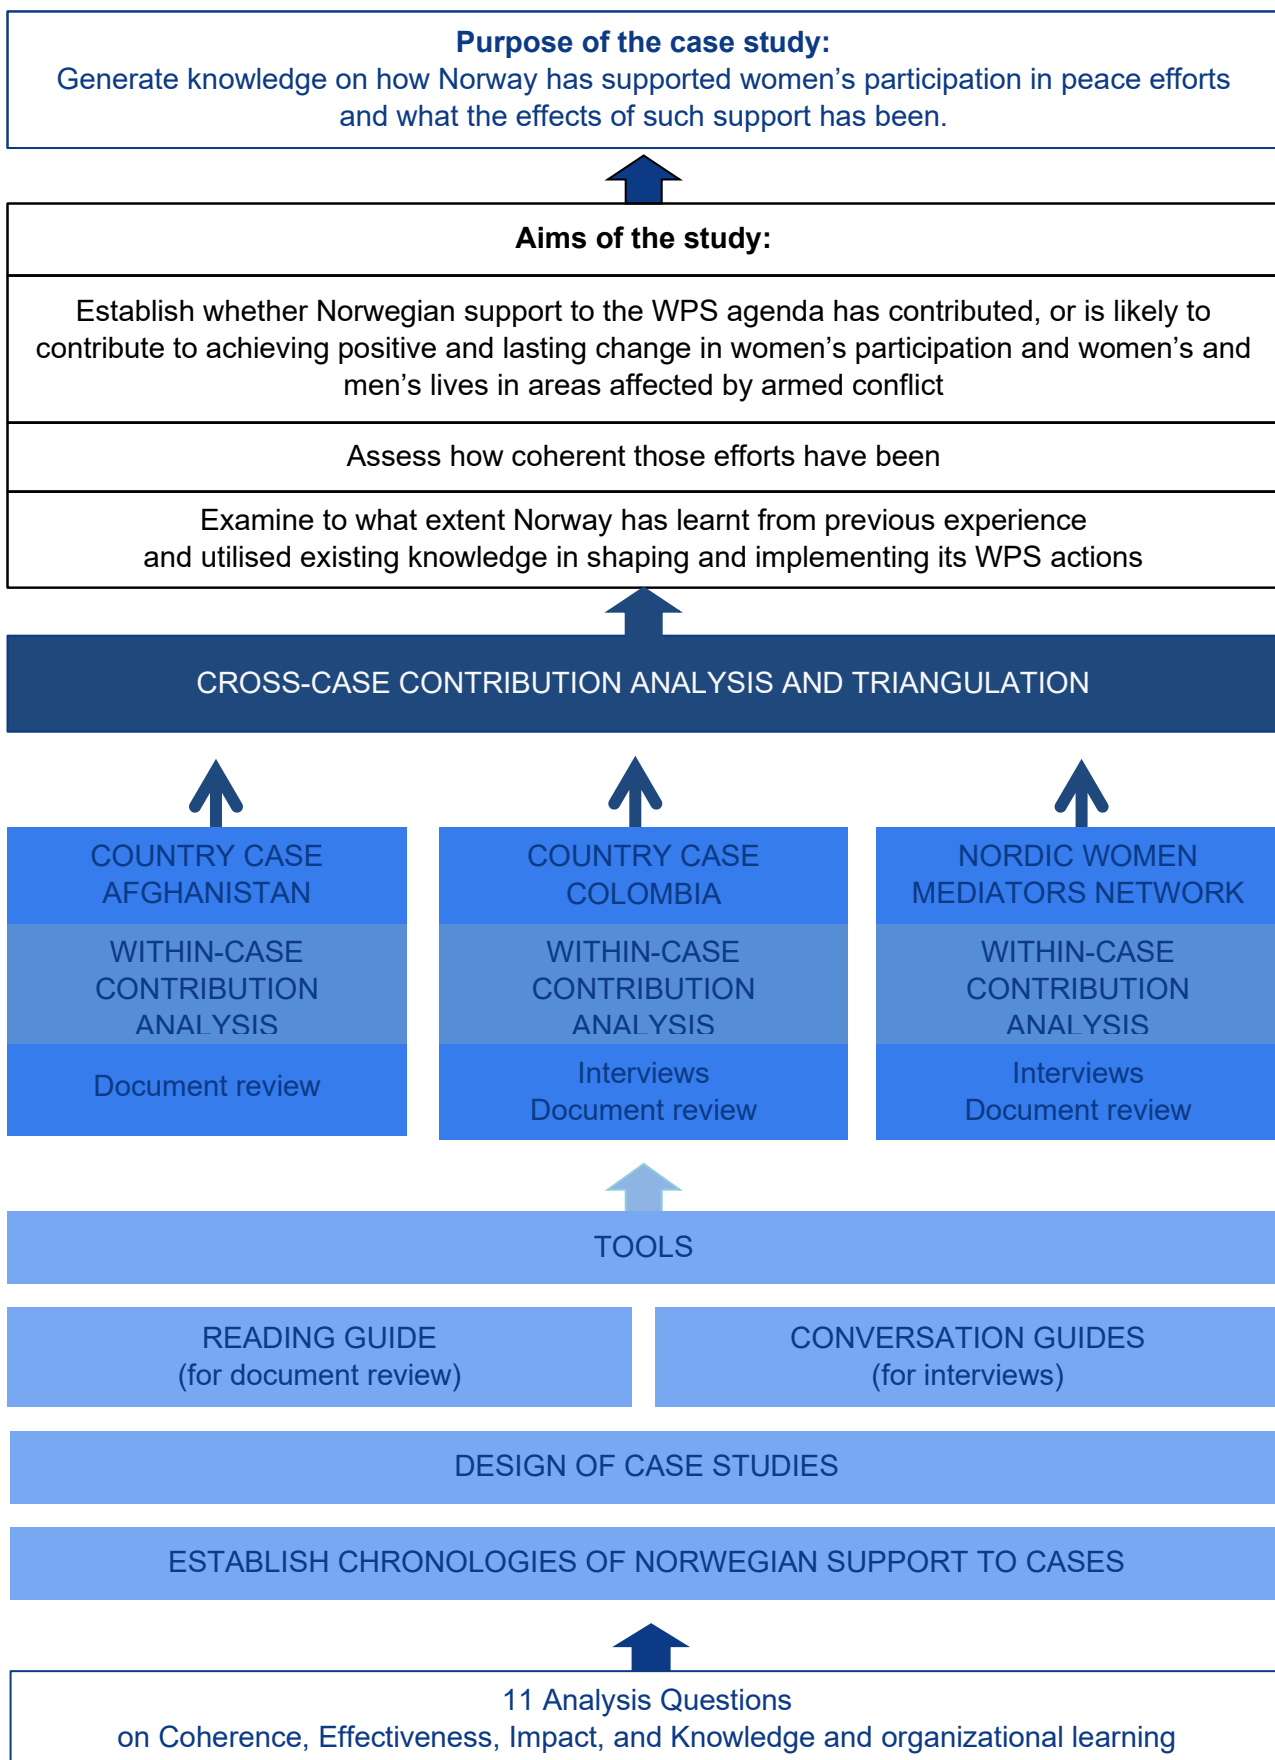 Purpose of the case study:
Generate knowledge on how Norway has supported women's participation in peace efforts
and what the effects of such support has been.
Aims of the study:
Establish whether Norwegian support to the WPS agenda has contributed, or is likely to
contribute to achieving positive and lasting change in women's participation and women's and
men's lives in areas affected by armed conflict
Assess how coherent those efforts have been
Examine to what extent Norway has learnt from previous experience
and utilised existing knowledge in shaping and implementing its WPS actions
CROSS-CASE CONTRIBUTION ANALYSIS AND TRIANGULATION
COUNTRY CASE
AFGHANISTAN
WITHIN-CASE
CONTRIBUTION
ANALYSIS
Document review
COUNTRY CASE
COLOMBIA
WITHIN-CASE
CONTRIBUTION
ANALYSIS
Interviews
Document review
NORDIC WOMEN
MEDIATORS NETWORK
WITHIN-CASE
CONTRIBUTION
ANALYSIS
Interviews
Document review
TOOLS
READING GUIDE
(for document review)
CONVERSATION GUIDES
(for interviews)
DESIGN OF CASE STUDIES
ESTABLISH CHRONOLOGIES OF NORWEGIAN SUPPORT TO CASES
11 Analysis Questions
on Coherence, Effectiveness, Impact, and Knowledge and organizational learning